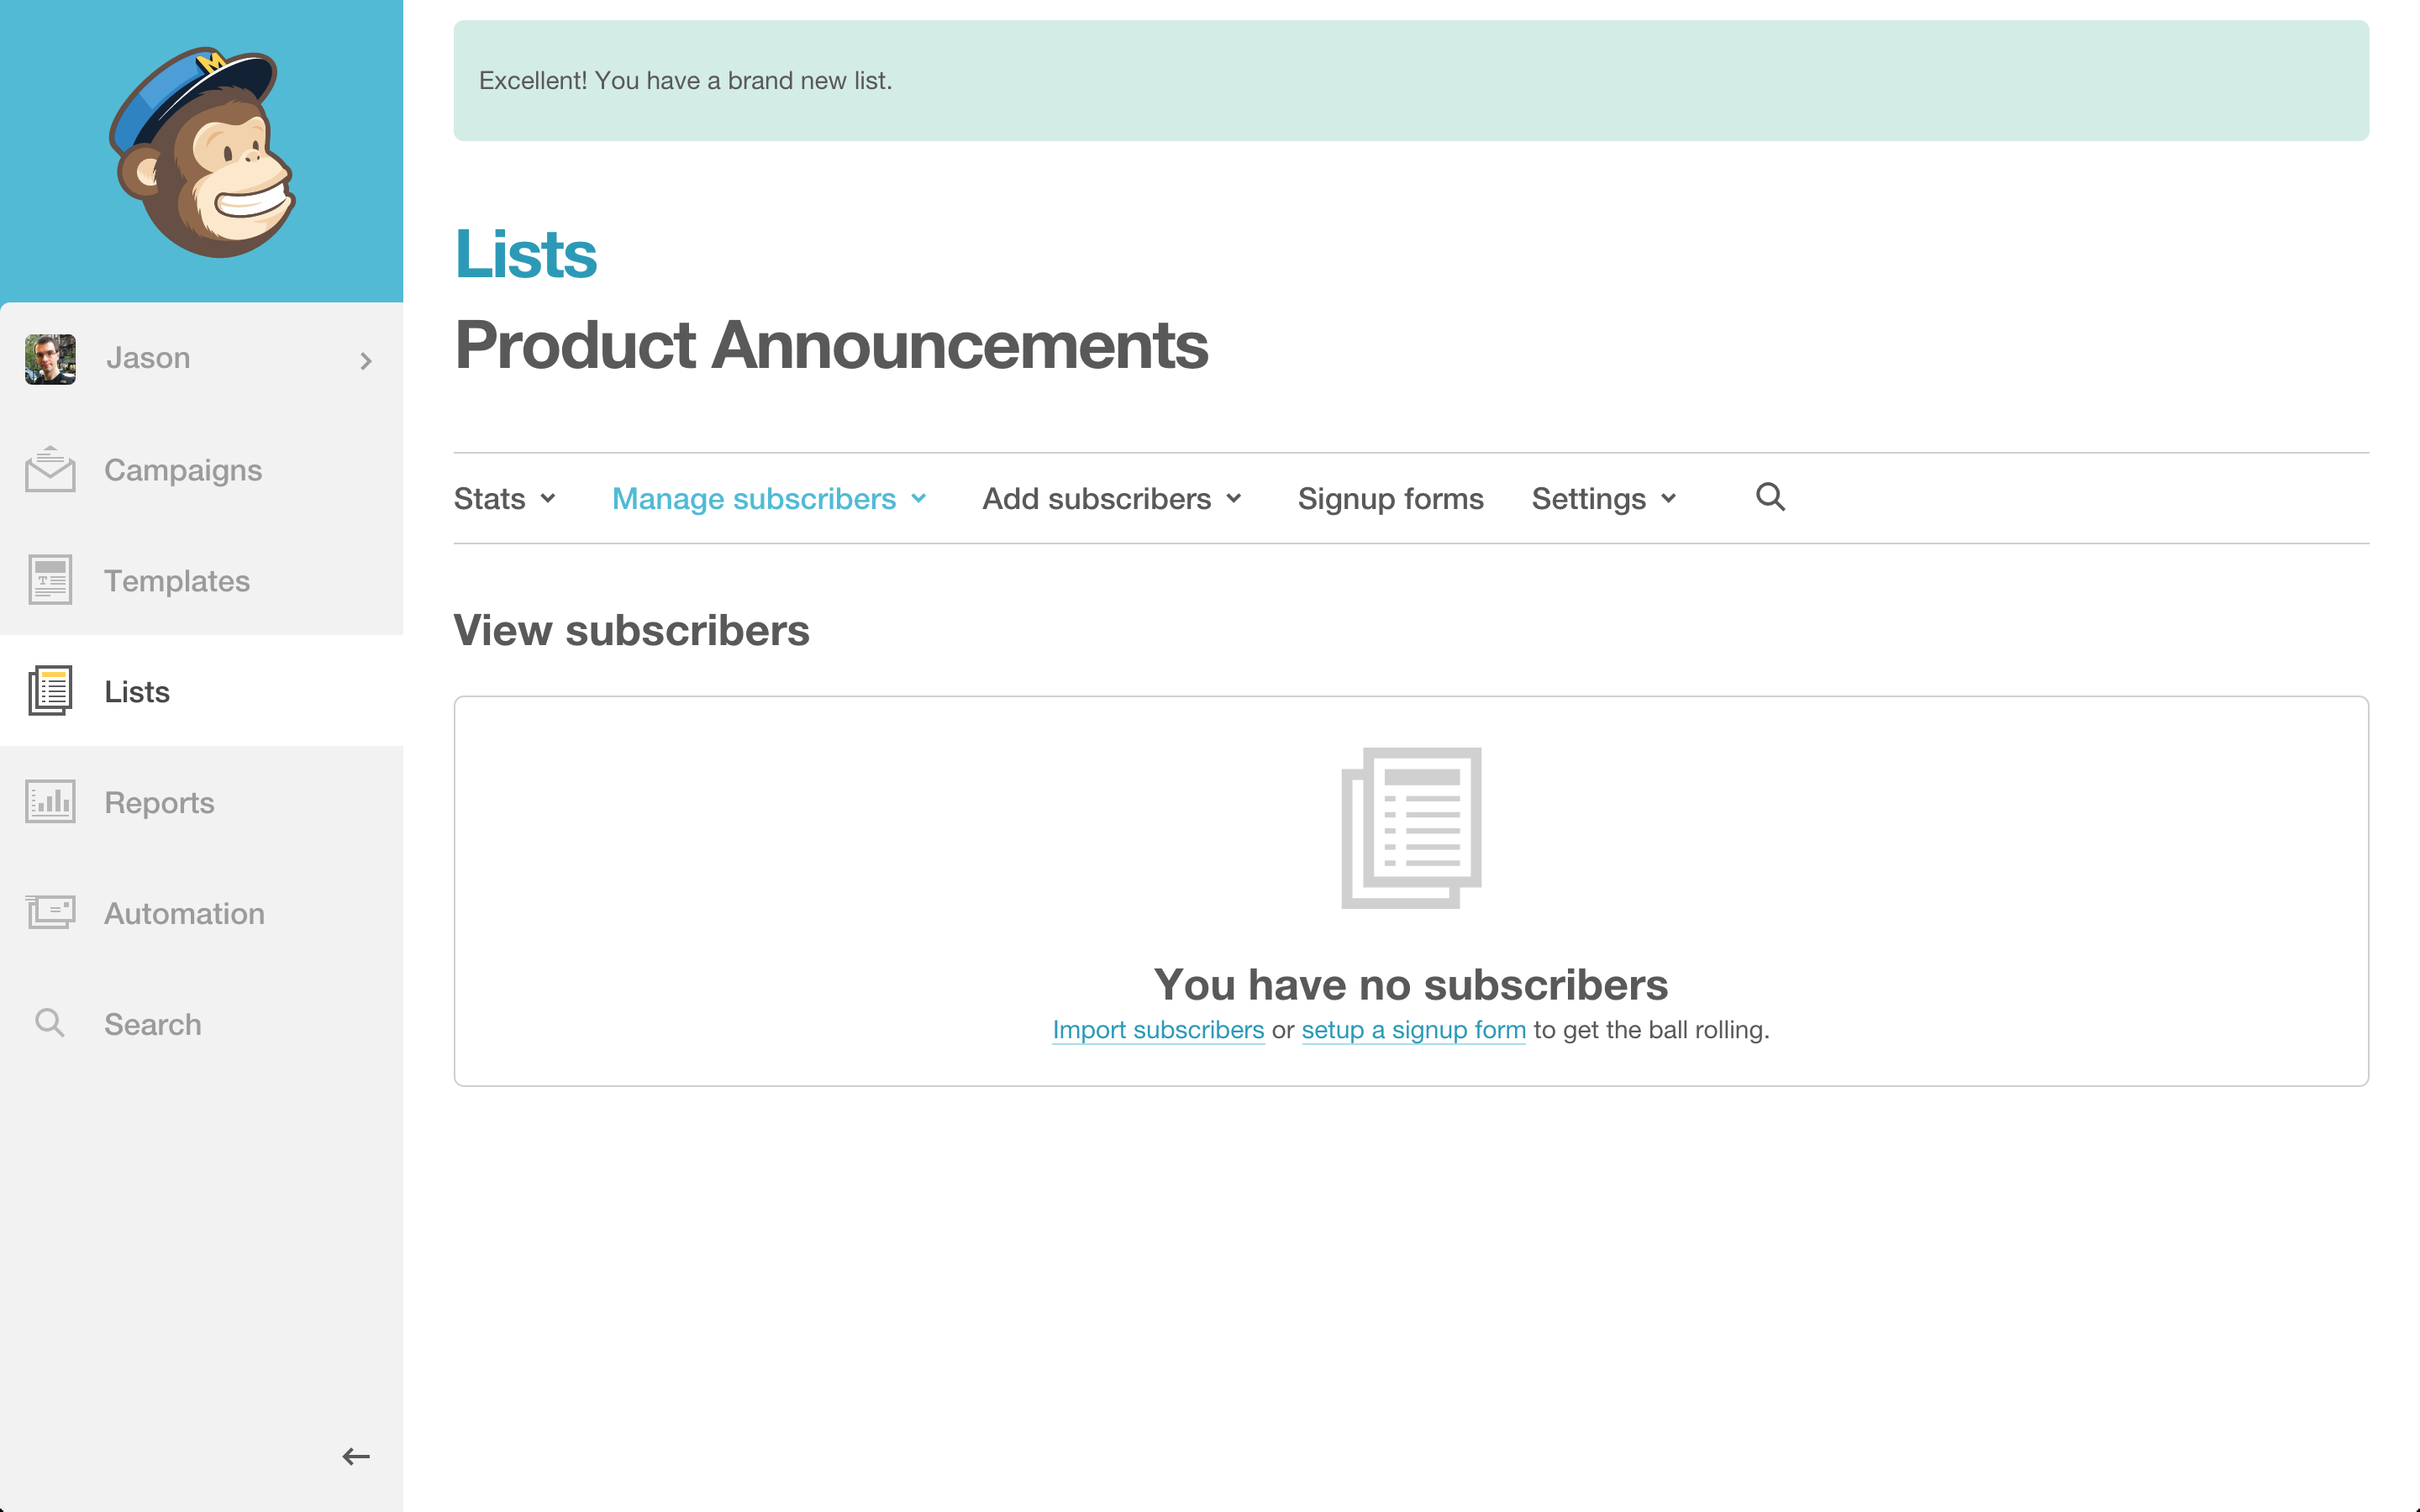 Excellent! You have a brand new list.
Lists
Product Announcements
Jason
Campaigns
Templates
Lists
Reports
Automation
Search
Stats
Manage subscribers
Add subscribers
Signup forms
Settings
View subscribers
You have no subscribers
Import subscribers or setup a signup form to get the ball rolling.